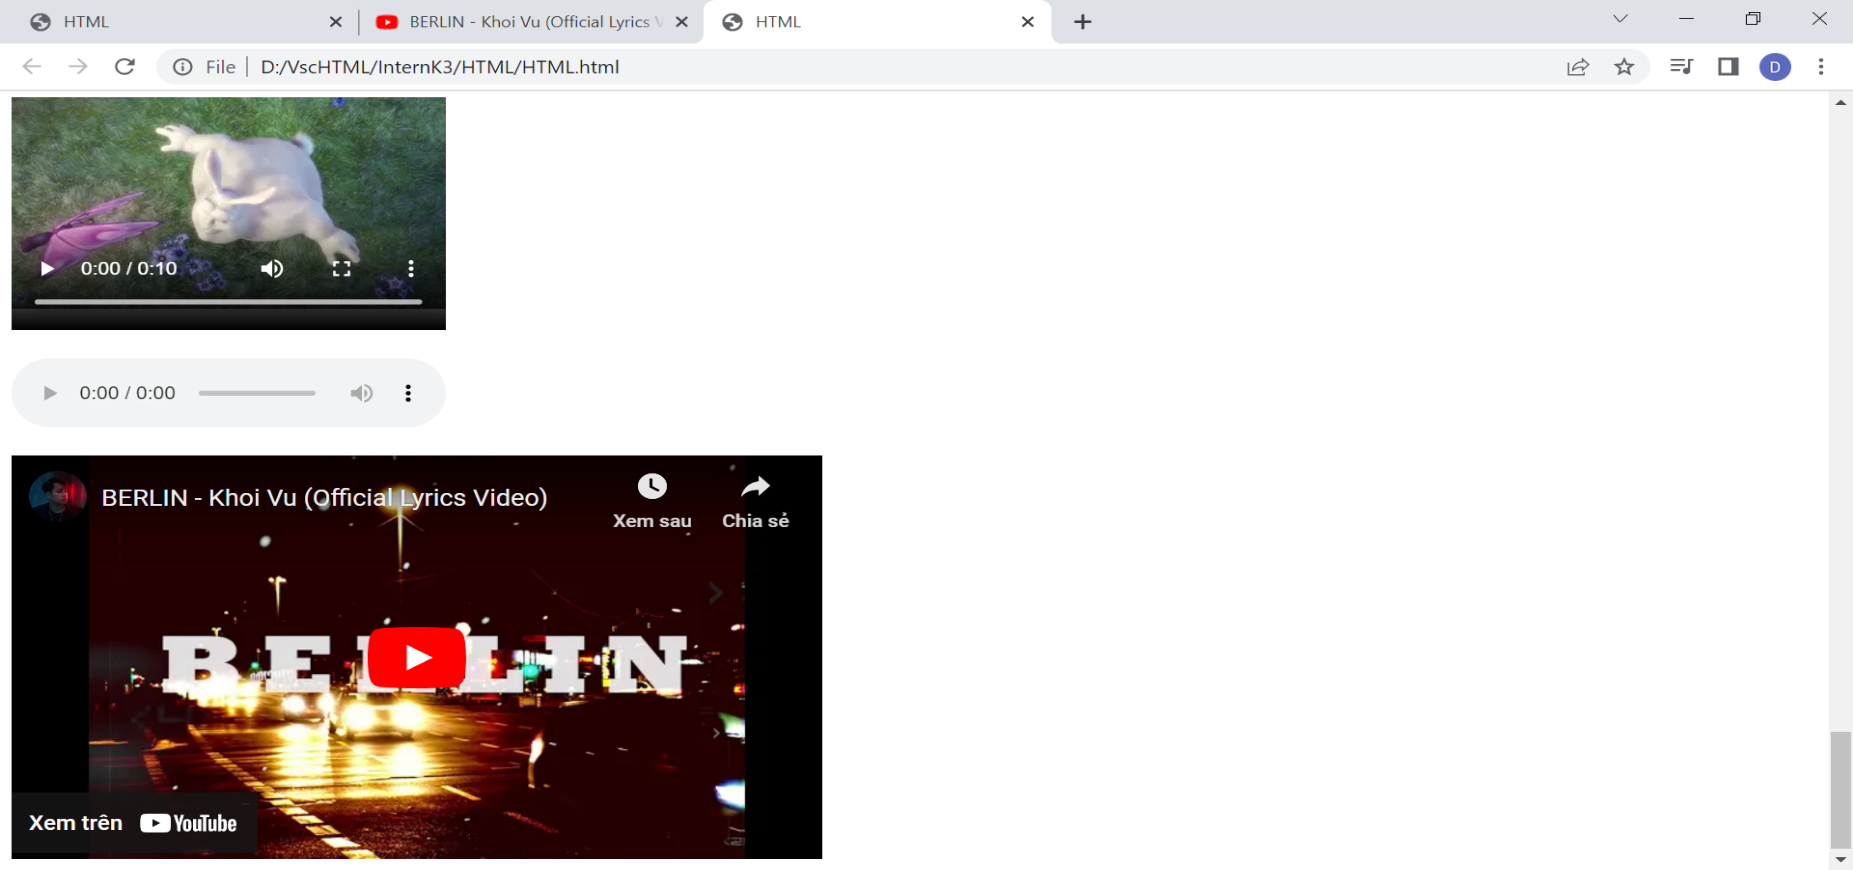 HTML
BERLIN - Khoi Vu (Official Lyrics V
HTML
File
D:/VscHTML/InternK3/HTML/HTML.html
D
0:00 / 0:10
0:00 / 0:00
BERLIN - Khoi Vu (Official Lyrics Video)
Xem sau
Chia sẻ
BERLIN
Xem trên YouTube